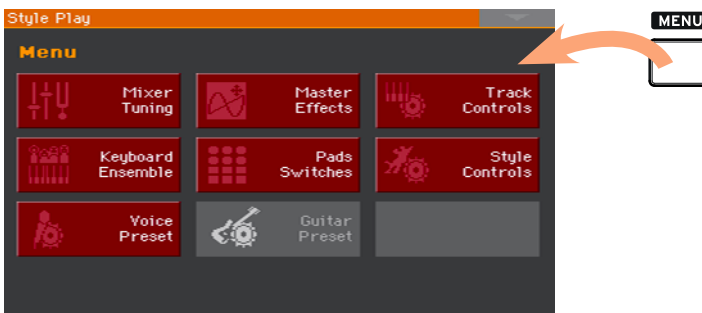 Style Play
MENU
Menu
Mixer
Tuning
Master
Effects
Track
Controls
Keyboard
Ensemble
Pads
Switches
Style
Controls
Voice
Preset
Guitar
Preset